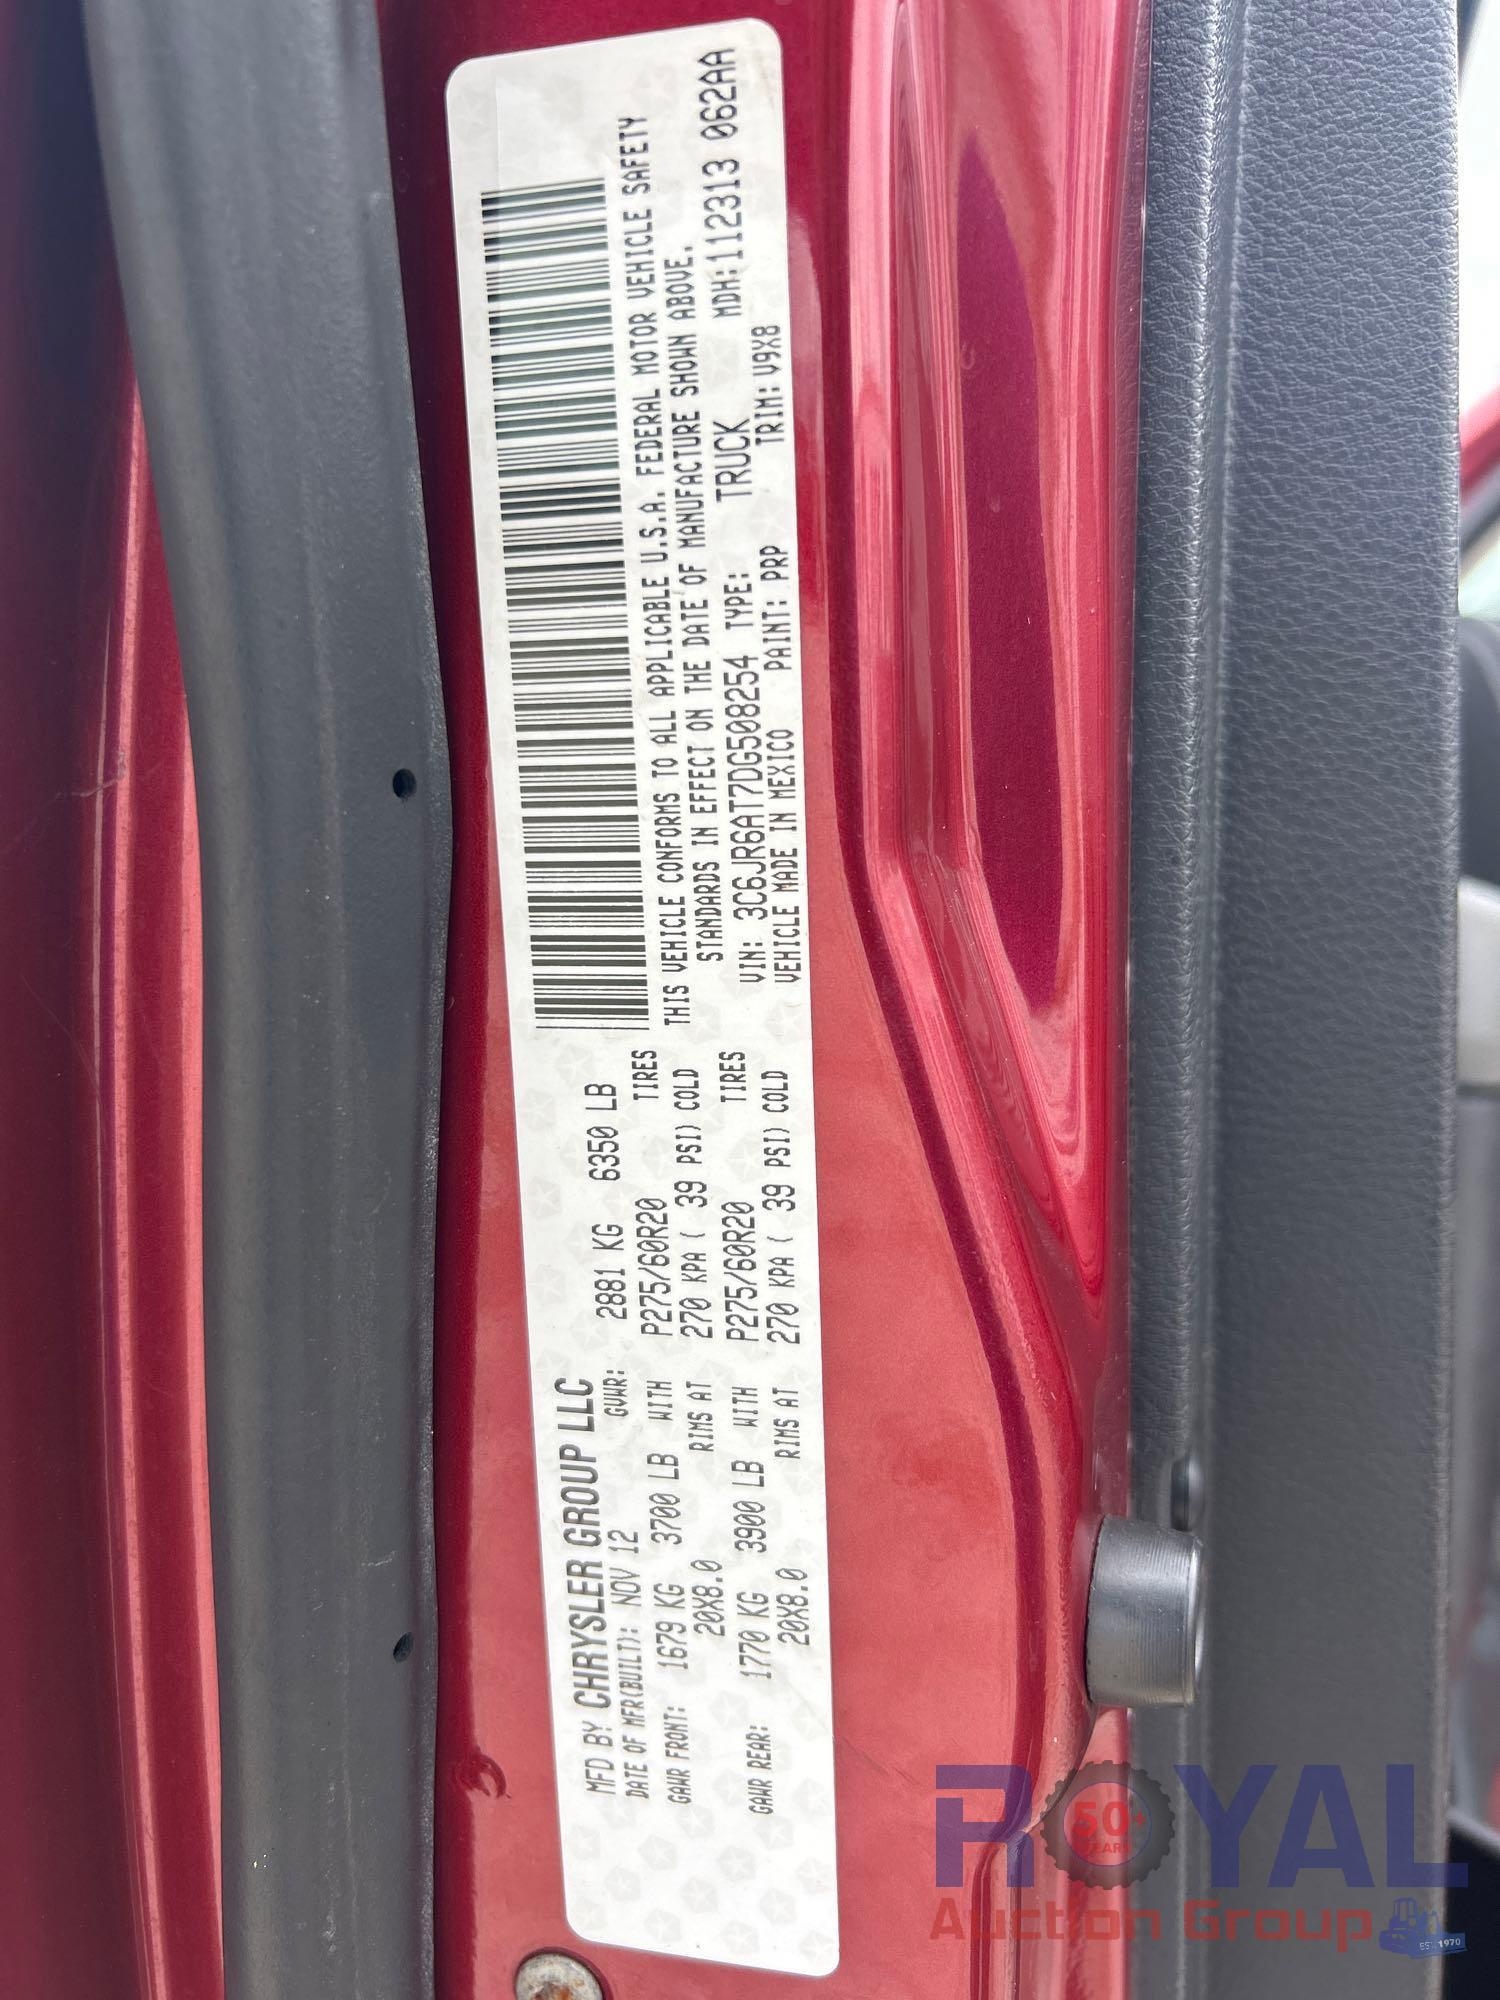 MFD BY: CHRYSLER GROUP LLC
DATE OF MFR(BUILT): NOV 12 GVWR: 2881 KG 6350 LB
GAWR FRONT: 1679 KG 3700 LB WITH P275/60R20 TIRES
20X8.0 RIMS AT 270 KPA ( 39 PSI) COLD
GAWR REAR: 1770 KG 3900 LB WITH P275/60R20 TIRES
20X8.0 RIMS AT 270 KPA ( 39 PSI) COLD
THIS VEHICLE CONFORMS TO ALL APPLICABLE U.S.A. FEDERAL MOTOR VEHICLE SAFETY
STANDARDS IN EFFECT ON THE DATE OF MANUFACTURE SHOWN ABOVE.
VIN: 3C6JR6AT7DG508254 TYPE: TRUCK MDH:112313 062AA
VEHICLE MADE IN MEXICO PAINT: PRP TRIM: V9X8
ROYAL
50+
YEARS
Auction Group
EST. 1970